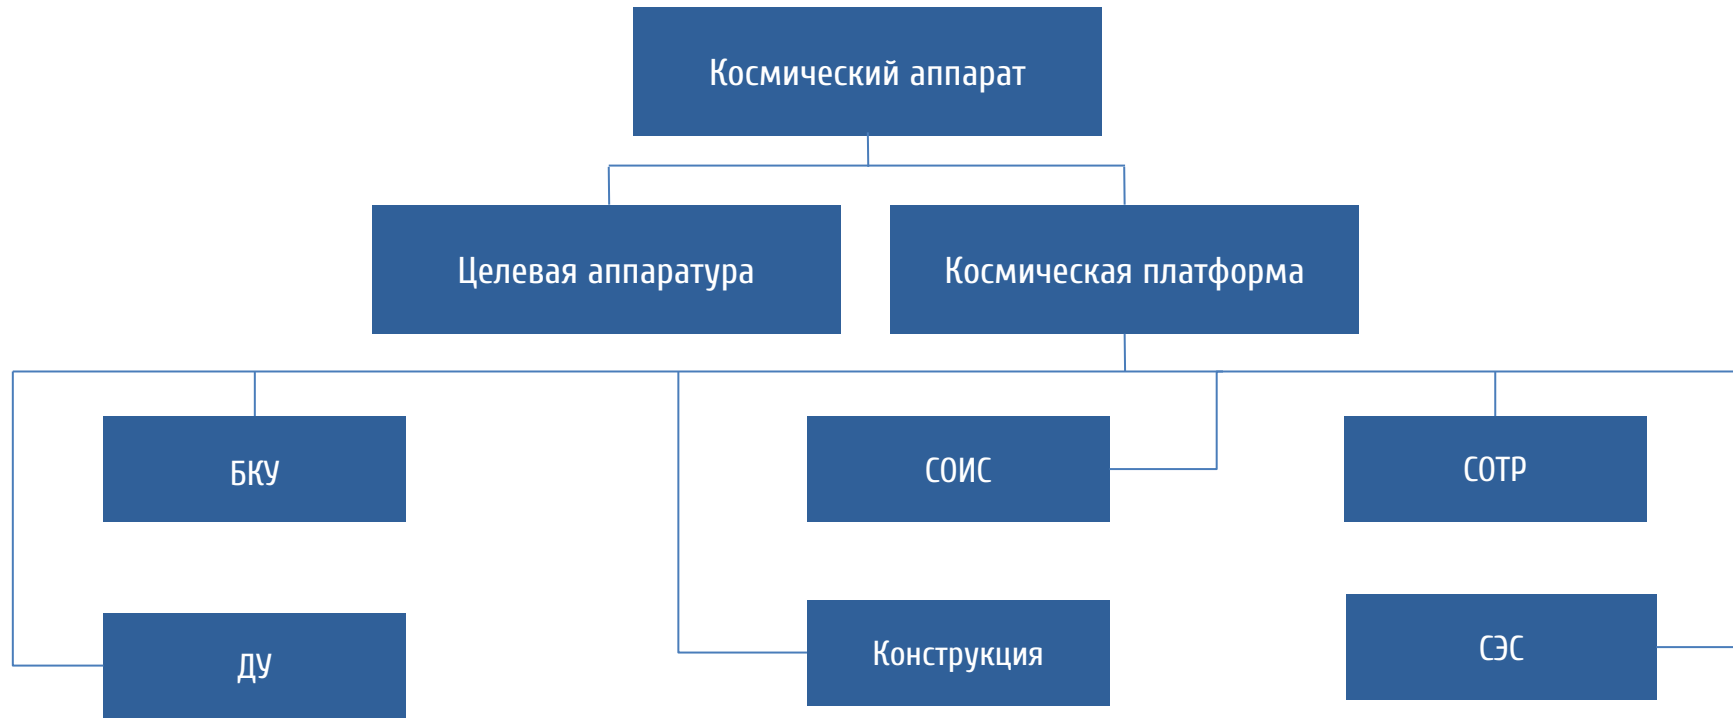 Космический аппарат
Целевая аппаратура
Космическая платформа
БКУ
СОИС
СОТР
ДУ
Конструкция
СЭС